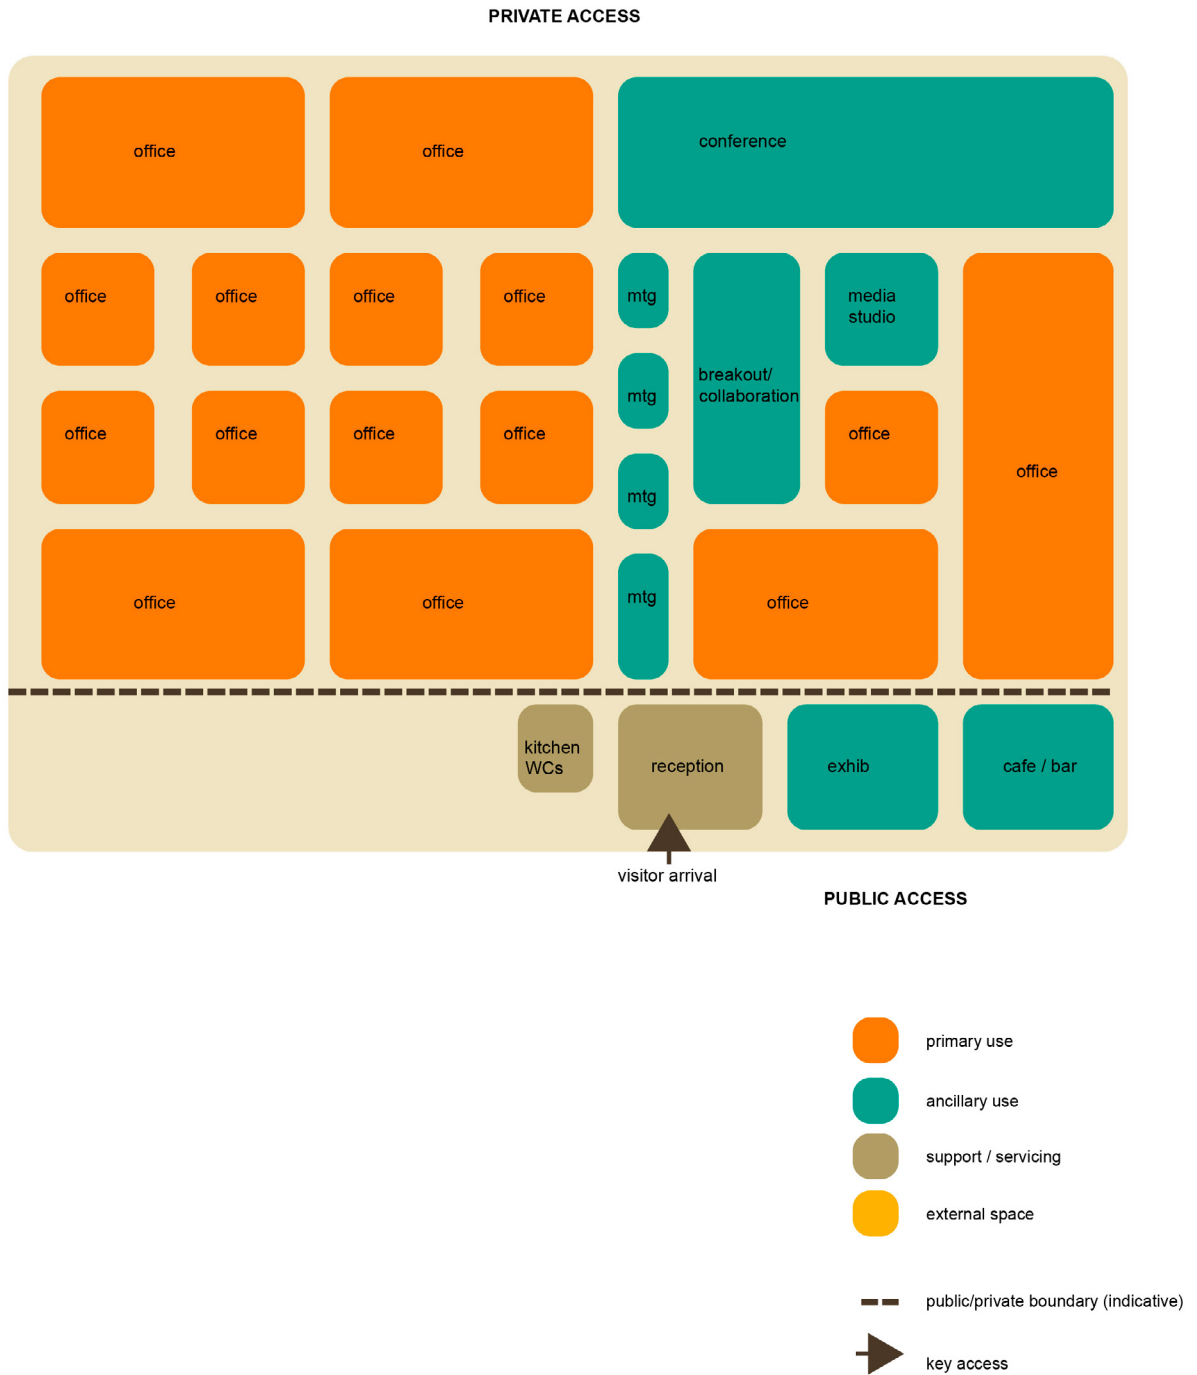 PRIVATE ACCESS
office
office
conference
office
office
office
office
mtg
media
studio
breakout/
collaboration
mtg
office
office
office
office
office
office
mtg
office
office
mtg
office
kitchen
WCs
reception
exhib
cafe / bar
visitor arrival
PUBLIC ACCESS
primary use
ancillary use
support / servicing
external space
public/private boundary (indicative)
key access